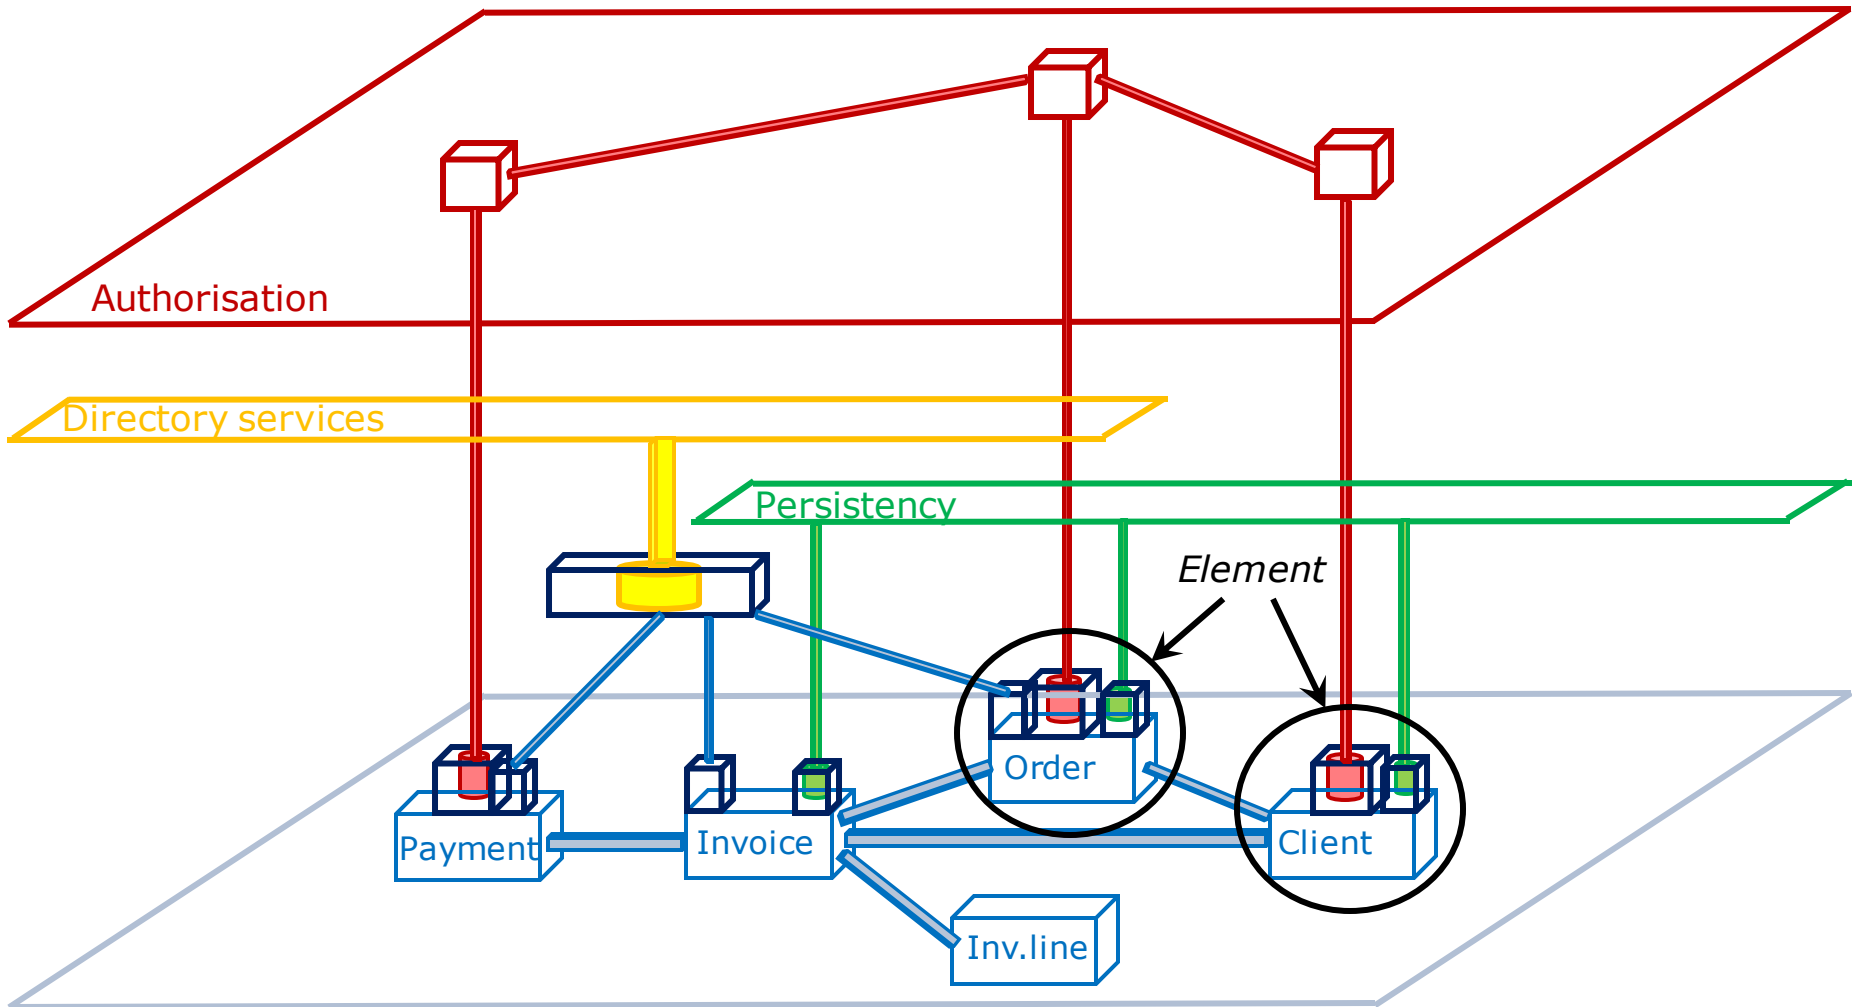 Authorisation
Directory services
Persistency
Element
Order
Payment
Invoice
Client
Inv.line